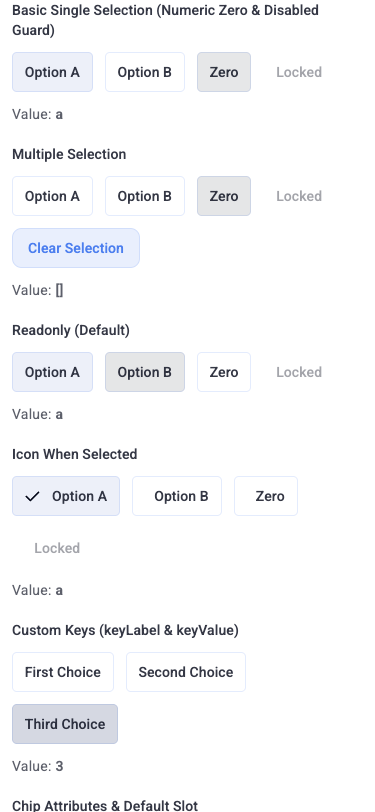 Basic Single Selection (Numeric Zero & Disabled
Guard)
Option A Option B Zero Locked
Value: a
Multiple Selection
Option A Option B Zero Locked
Clear Selection
Value: []
Readonly (Default)
Option A Option B Zero Locked
Value: a
Icon When Selected
Option A Option B Zero
Locked
Value: a
Custom Keys (keyLabel & keyValue)
First Choice Second Choice
Third Choice
Value: 3
Chip Attributes & Default Slot